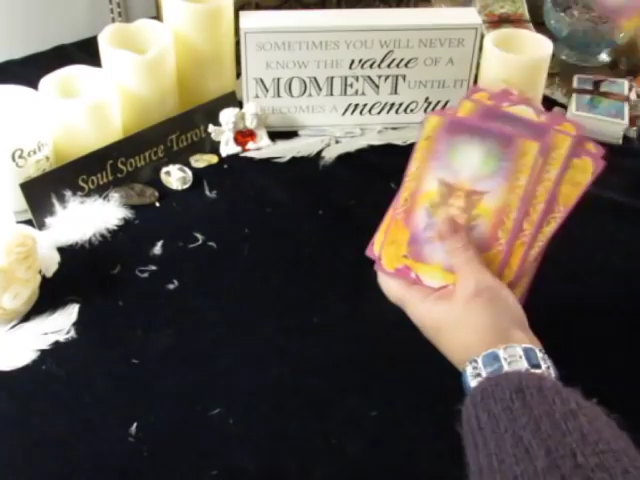 SOMETIMES YOU WILL NEVER
KNOW THE value OF A
MOMENT UNTIL IT
BECOMES A memory
Soul Source Tarot